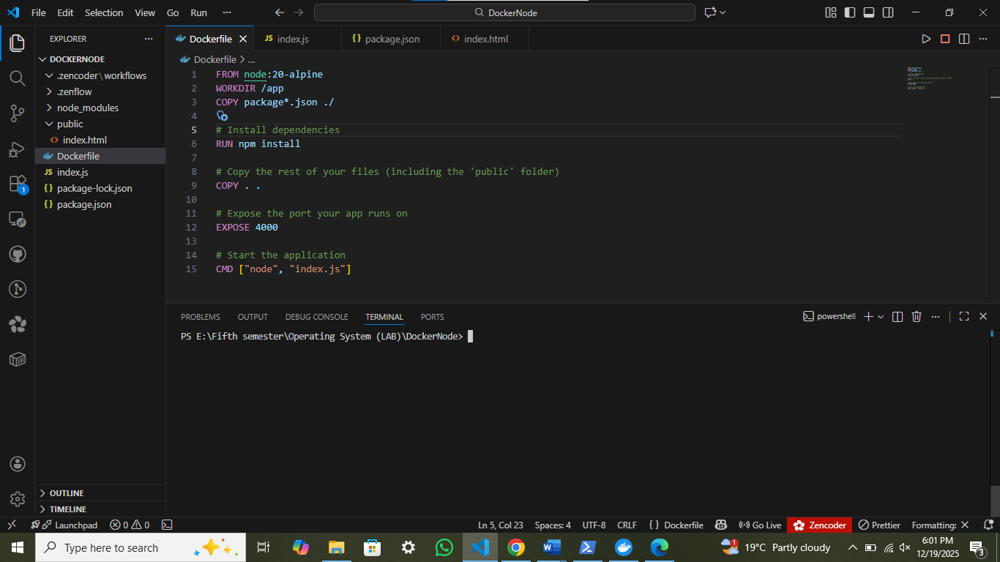 File Edit Selection View Go Run ···
DockerNode
EXPLORER ···
DOCKERNODE
.zencoder\workflows
.zenflow
node_modules
public
<> index.html
Dockerfile
JS index.js
{} package-lock.json
{} package.json
OUTLINE
TIMELINE
1
Dockerfile
JS index.js
{} package.json
<> index.html
Dockerfile > ...
1 FROM node:20-alpine
2 WORKDIR /app
3 COPY package*.json ./
4
5 # Install dependencies
6 RUN npm install
7
8 # Copy the rest of your files (including the 'public' folder)
9 COPY . .
10
11 # Expose the port your app runs on
12 EXPOSE 4000
13
14 # Start the application
15 CMD ["node", "index.js"]
PROBLEMS OUTPUT DEBUG CONSOLE TERMINAL PORTS
powershell
PS E:\Fifth semester\Operating System (LAB)\DockerNode>
Launchpad 0 0 Ln 5, Col 23 Spaces: 4 UTF-8 CRLF {} Dockerfile Go Live Zencoder Prettier Formatting: ✕
Type here to search
1 19°C Partly cloudy
6:01 PM
12/19/2025
3